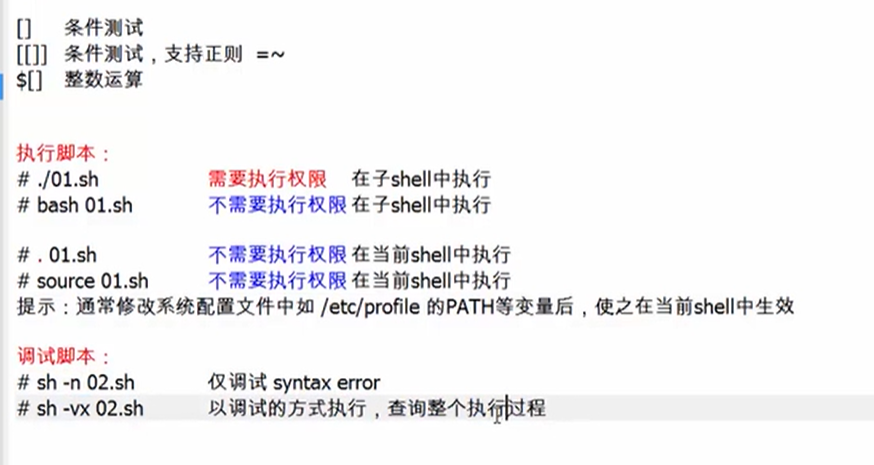 [] 条件测试
[[]] 条件测试，支持正则 =~
$[] 整数运算
执行脚本：
# ./01.sh 需要执行权限 在子shell中执行
# bash 01.sh 不需要执行权限 在子shell中执行
# . 01.sh 不需要执行权限 在当前shell中执行
# source 01.sh 不需要执行权限 在当前shell中执行
提示：通常修改系统配置文件中如 /etc/profile 的PATH等变量后，使之在当前shell中生效
调试脚本：
# sh -n 02.sh 仅调试 syntax error
# sh -vx 02.sh 以调试的方式执行，查询整个执行过程